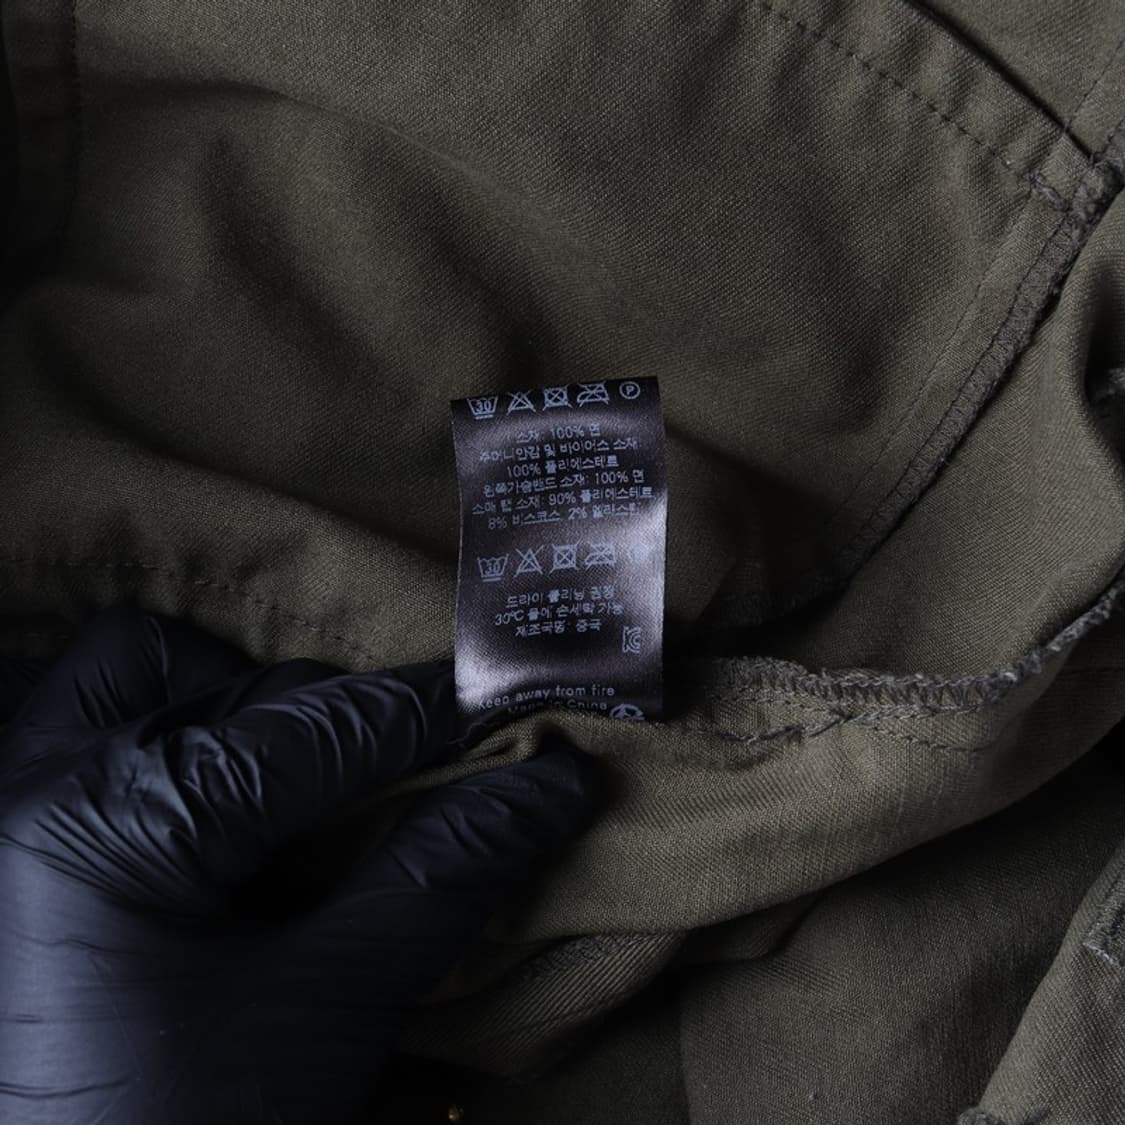 30
P
소재: 100% 면
주머니안감 및 바이어스 소재:
100% 폴리에스테르
왼쪽가슴밴드 소재: 100% 면
소매 탭 소재: 90% 폴리에스테르
8% 비스코스 2% 엘라스틴
30
드라이 클리닝 권장
30℃ 물에 손세탁 가능
제조국명: 중국
KC
Keep away from fire
Made in China